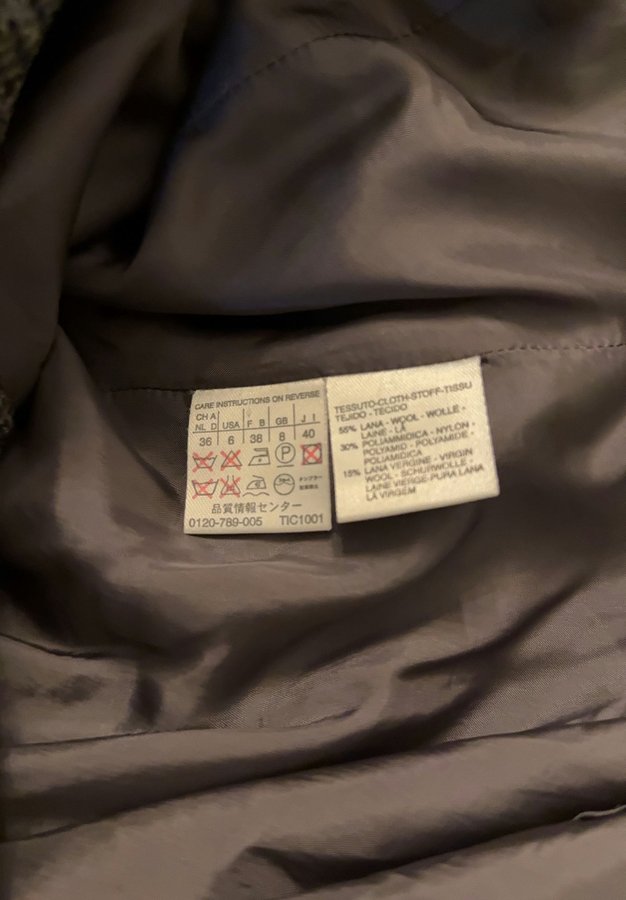 CARE INSTRUCTIONS ON REVERSE
CH A USA F B GB J I
NL D
36 6 38 8 40
P
品質情報センター
0120-789-005 TIC1001
TESSUTO-CLOTH-STOFF-TISSU
TEJIDO - TECIDO
55% LANA - WOOL - WOLLE -
LAINE - LÃ
30% POLIAMMIDICA - NYLON -
POLYAMID - POLYAMIDE -
POLIAMIDICA
15% LANA VERGINE - VIRGIN
WOOL - SCHURWOLLE -
LAINE VIERGE-PURA LANA
LÃ VIRGEM